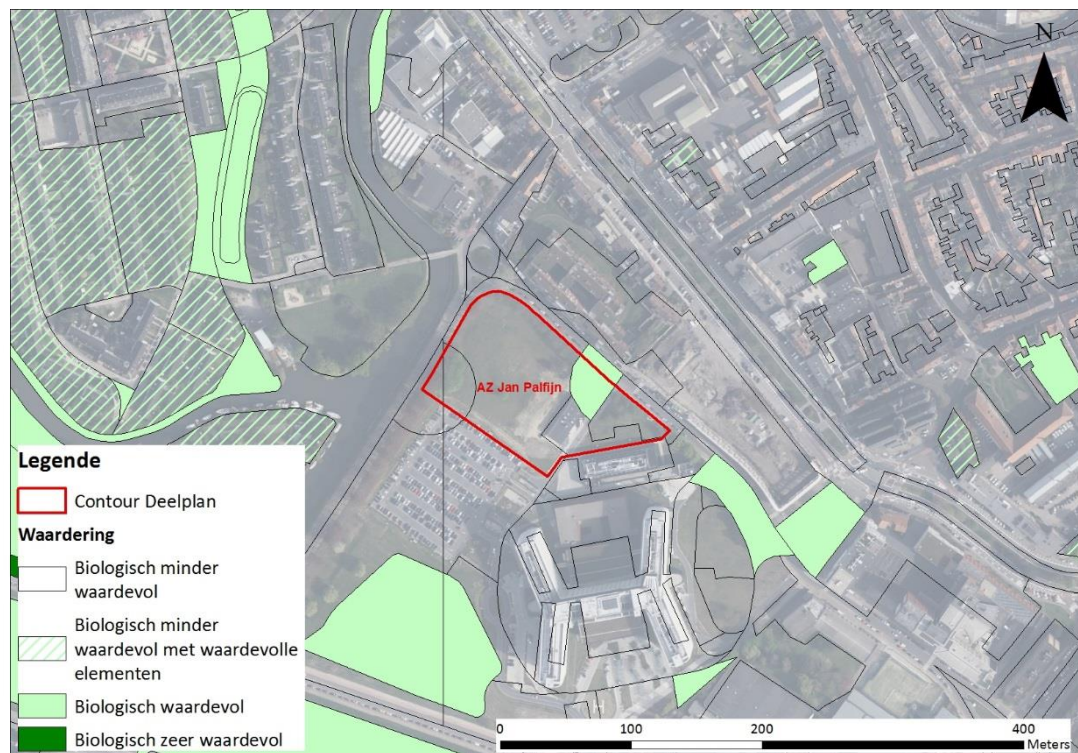 N
AZ Jan Palfijn
Legende
Contour Deelplan
Waardering
Biologisch minder
waardevol
Biologisch minder
waardevol met waardevolle
elementen
Biologisch waardevol
Biologisch zeer waardevol
0 100 200 400
Meters